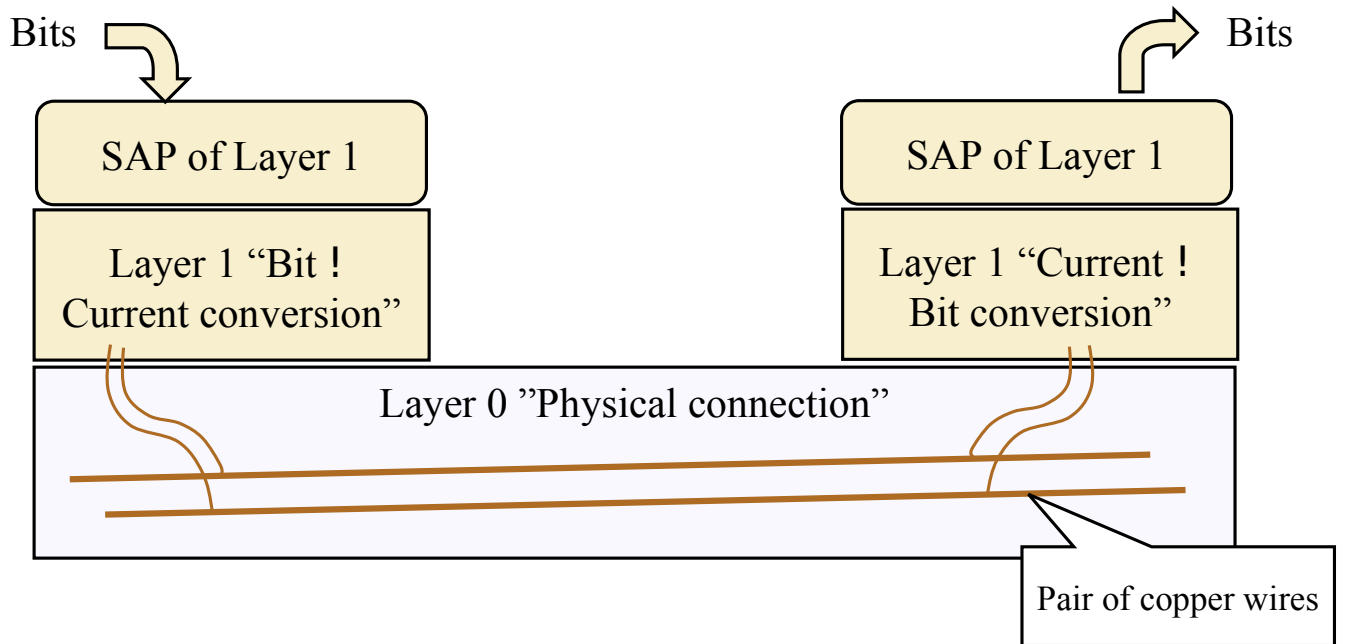 Bits
Bits
SAP of Layer 1
SAP of Layer 1
Layer 1 “Bit !
Current conversion”
Layer 1 “Current !
Bit conversion”
Layer 0 ”Physical connection”
Pair of copper wires